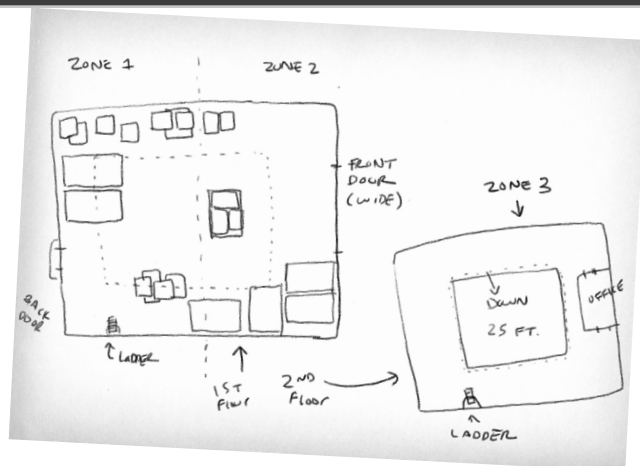 ZONE 1
ZONE 2
FRONT
DOOR
(WIDE)
BACK
DOOR
LADDER
1ST
FLOOR
2ND
FLOOR
ZONE 3
DOWN
25 FT.
OFFICE
LADDER